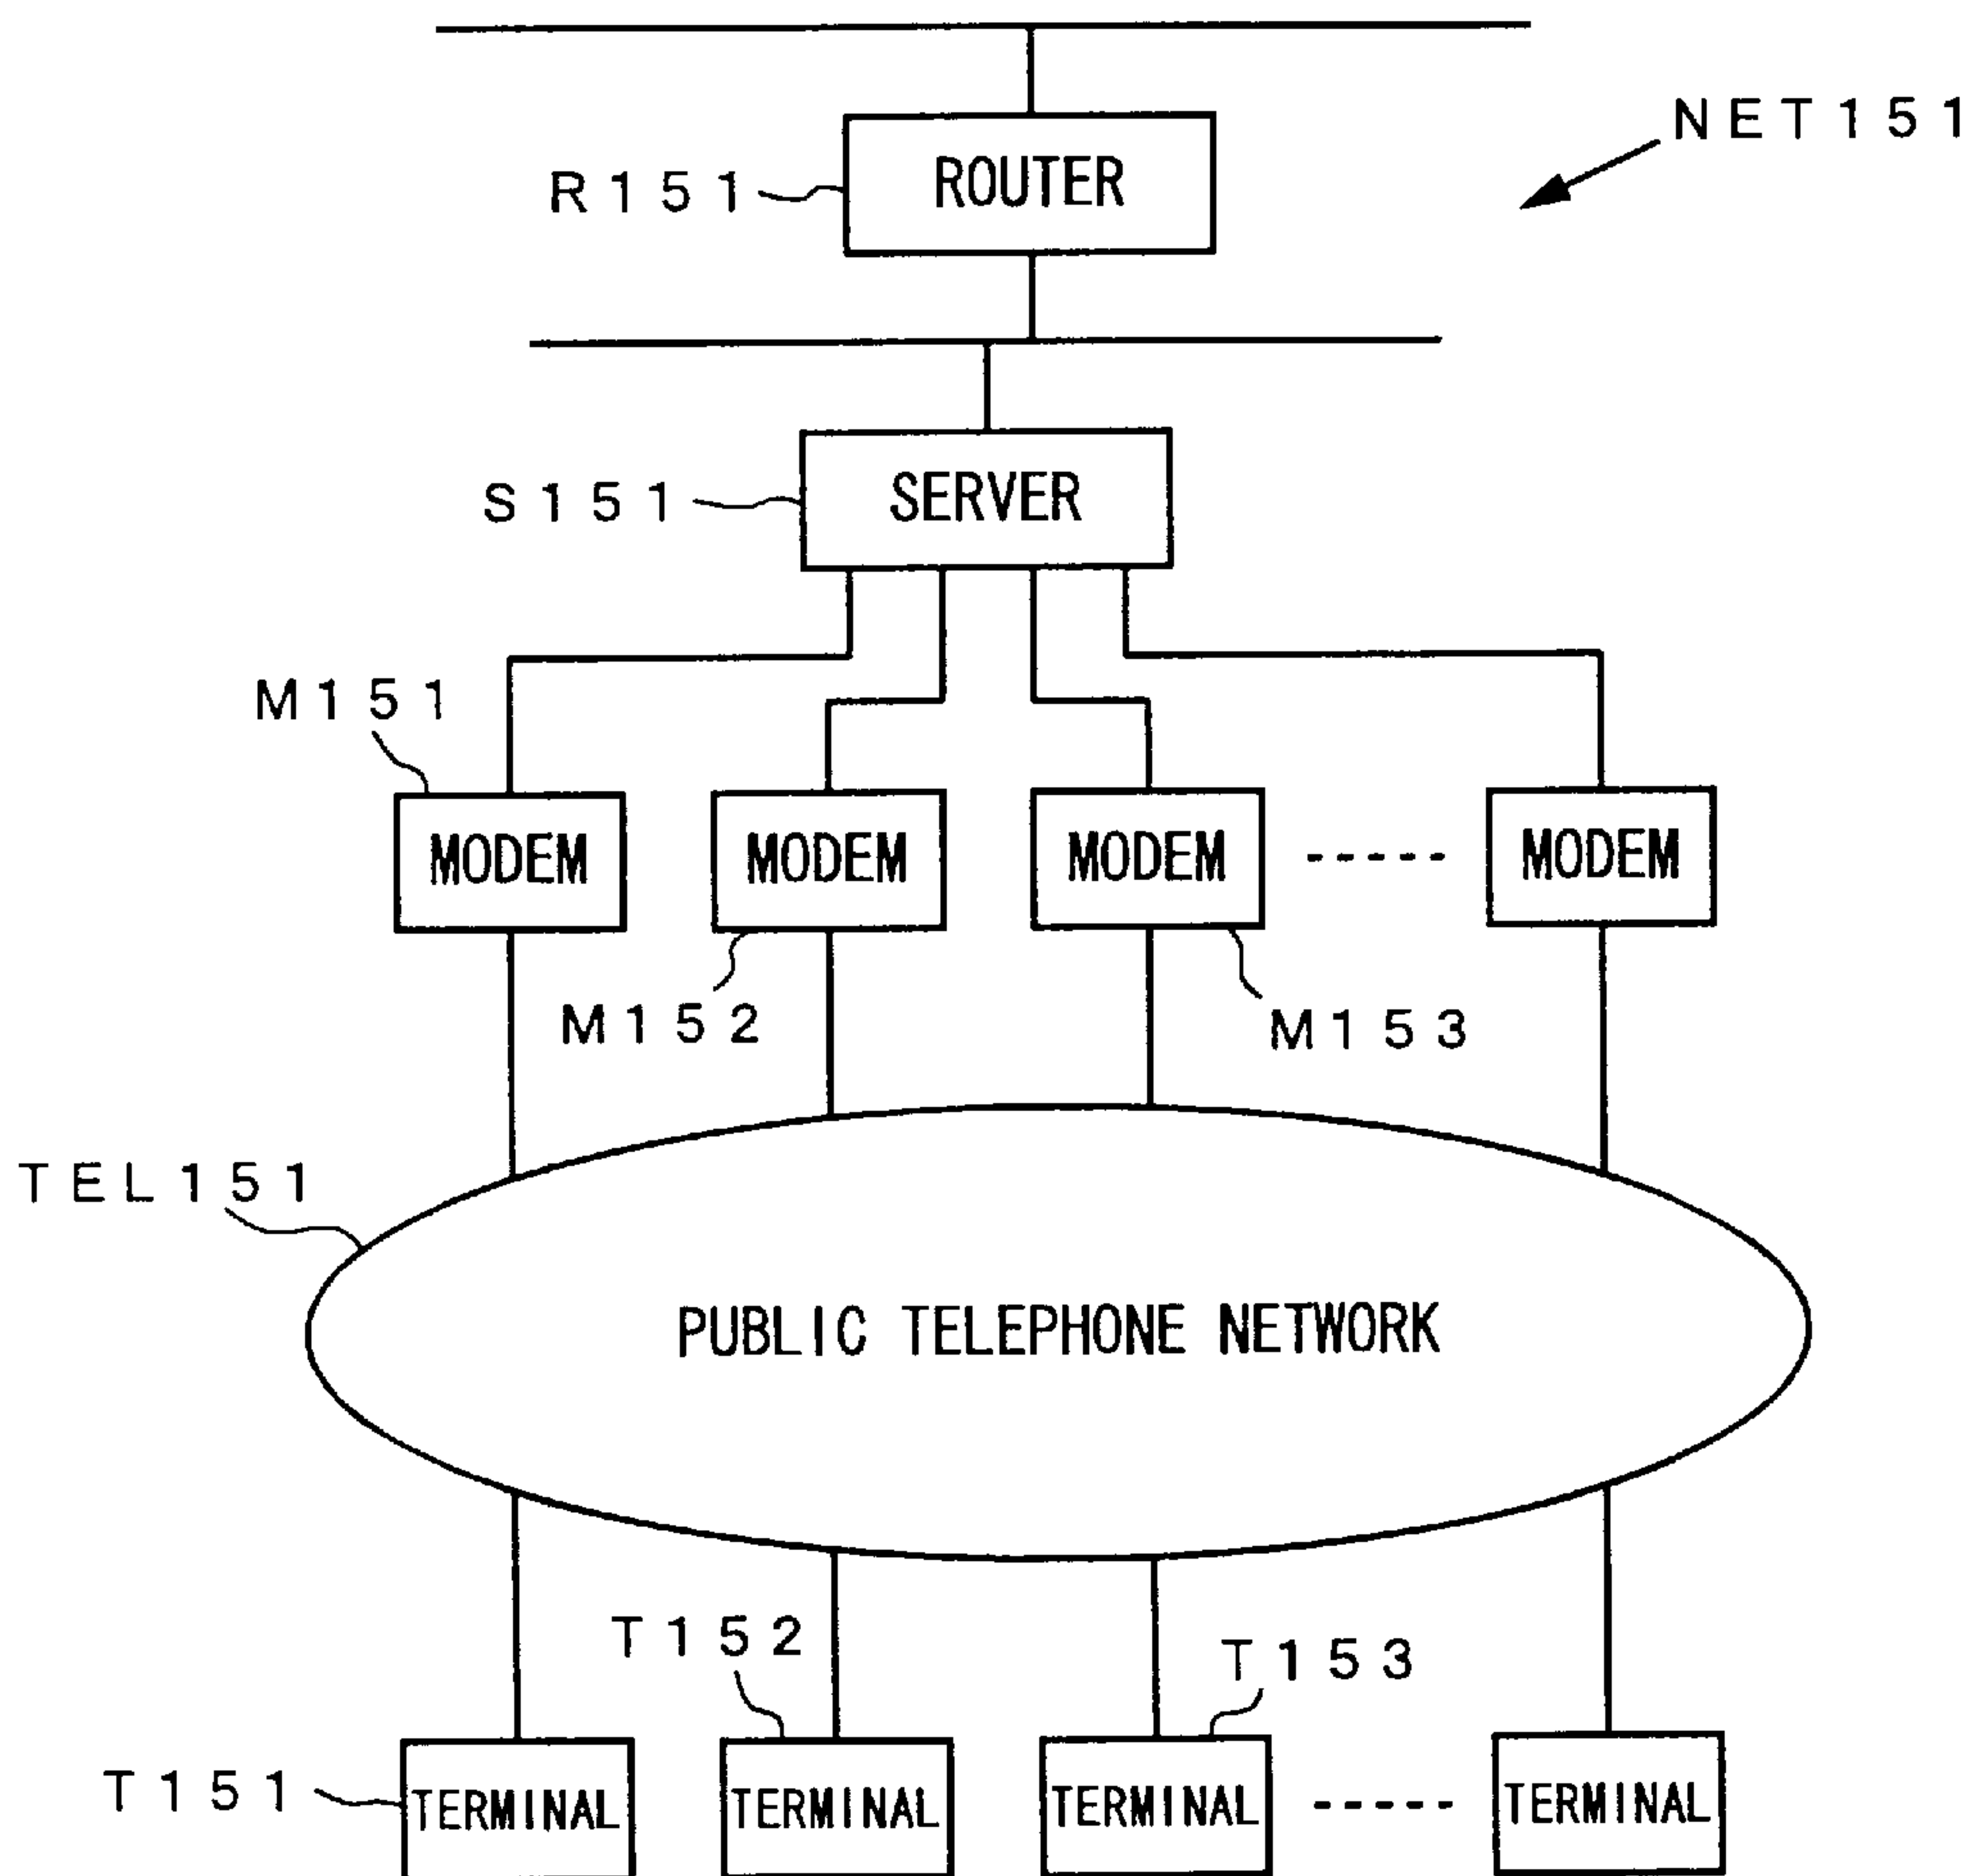 NET151
R151
ROUTER
S151
SERVER
M151
MODEM
MODEM
MODEM
-----
MODEM
M152
M153
TEL151
PUBLIC TELEPHONE NETWORK
T152
T153
T151
TERMINAL
TERMINAL
TERMINAL
-----
TERMINAL